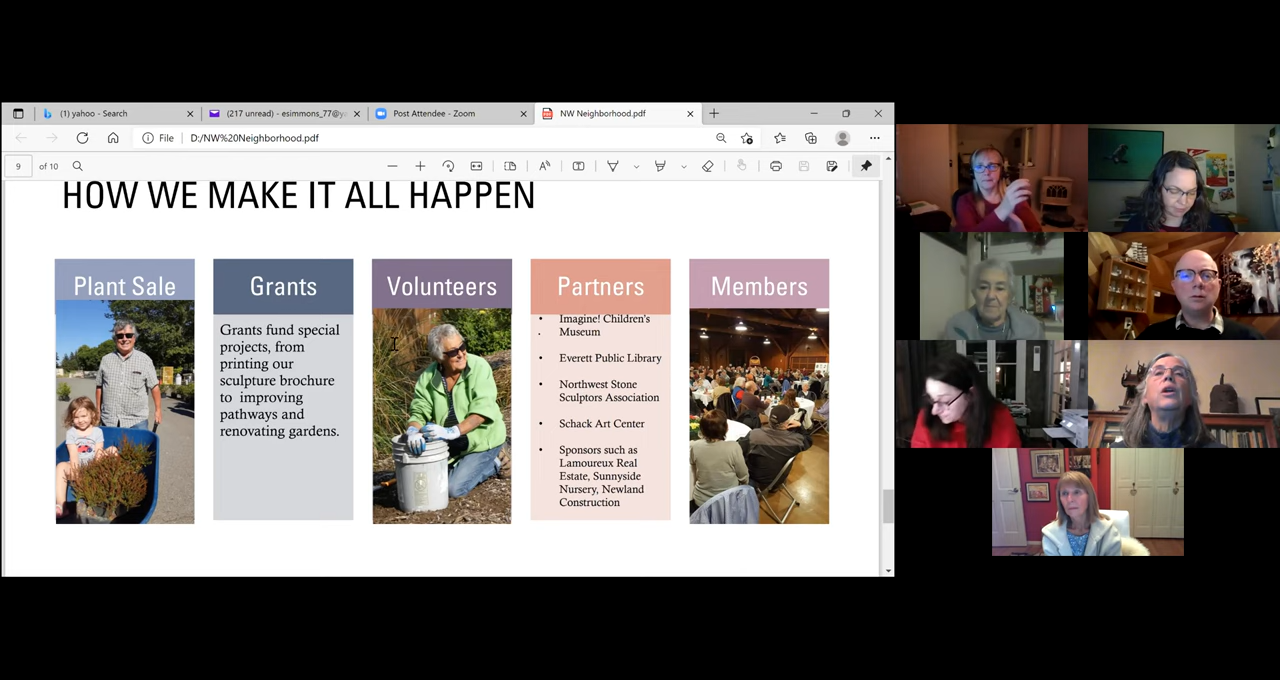 (1) yahoo - Search
(217 unread) - esimmons_77@y
Post Attendee - Zoom
NW Neighborhood.pdf
File
D:/NW%20Neighborhood.pdf
9 of 10
HOW WE MAKE IT ALL HAPPEN
Plant Sale
Grants
Grants fund special
projects, from
printing our
sculpture brochure
to improving
pathways and
renovating gardens.
Volunteers
Partners
• Imagine! Children's
Museum
• Everett Public Library
• Northwest Stone
Sculptors Association
• Schack Art Center
• Sponsors such as
Lamoureux Real
Estate, Sunnyside
Nursery, Newland
Construction
Members